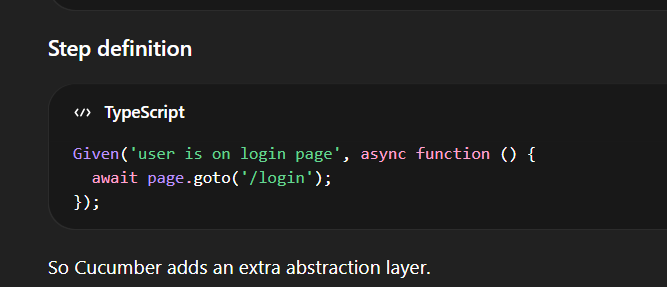 Step definition
</> TypeScript
Given('user is on login page', async function () {
  await page.goto('/login');
});
So Cucumber adds an extra abstraction layer.